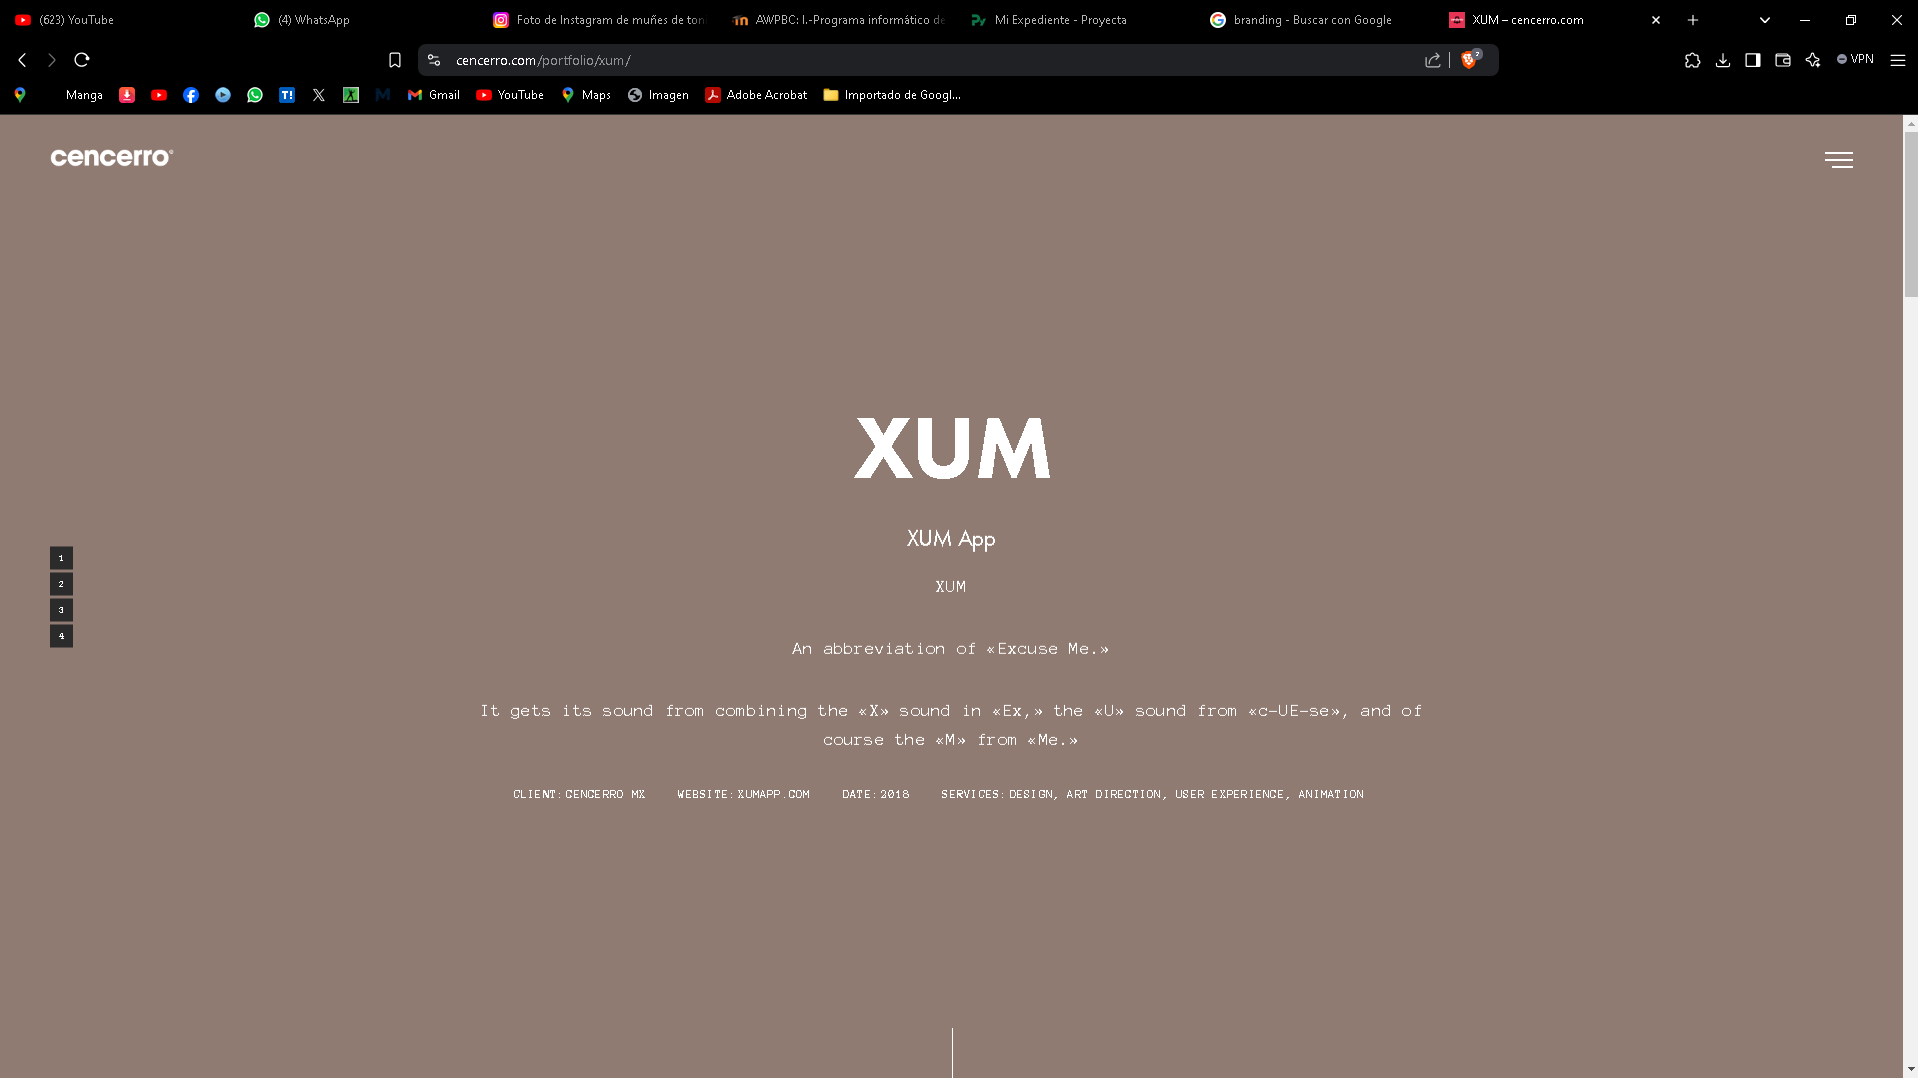 (623) YouTube
(4) WhatsApp
Foto de Instagram de muñes de
AWPBC: I.-Programa informático de
Mi Expediente - Proyecta
branding - Buscar con Google
XUM – cencerro.com
cencerro.com/portfolio/xum/
2
VPN
Manga
T!
X
X
M
Gmail
YouTube
Maps
Imagen
Adobe Acrobat
Importado de Googl...
cencerro®
XUM
XUM App
XUM
An abbreviation of «Excuse Me.»
It gets its sound from combining the «X» sound in «Ex,» the «U» sound from «c-UE-se», and of
course the «M» from «Me.»
CLIENT: CENCERRO MX WEBSITE: XUMAPP.COM DATE: 2018 SERVICES: DESIGN, ART DIRECTION, USER EXPERIENCE, ANIMATION
1
2
3
4